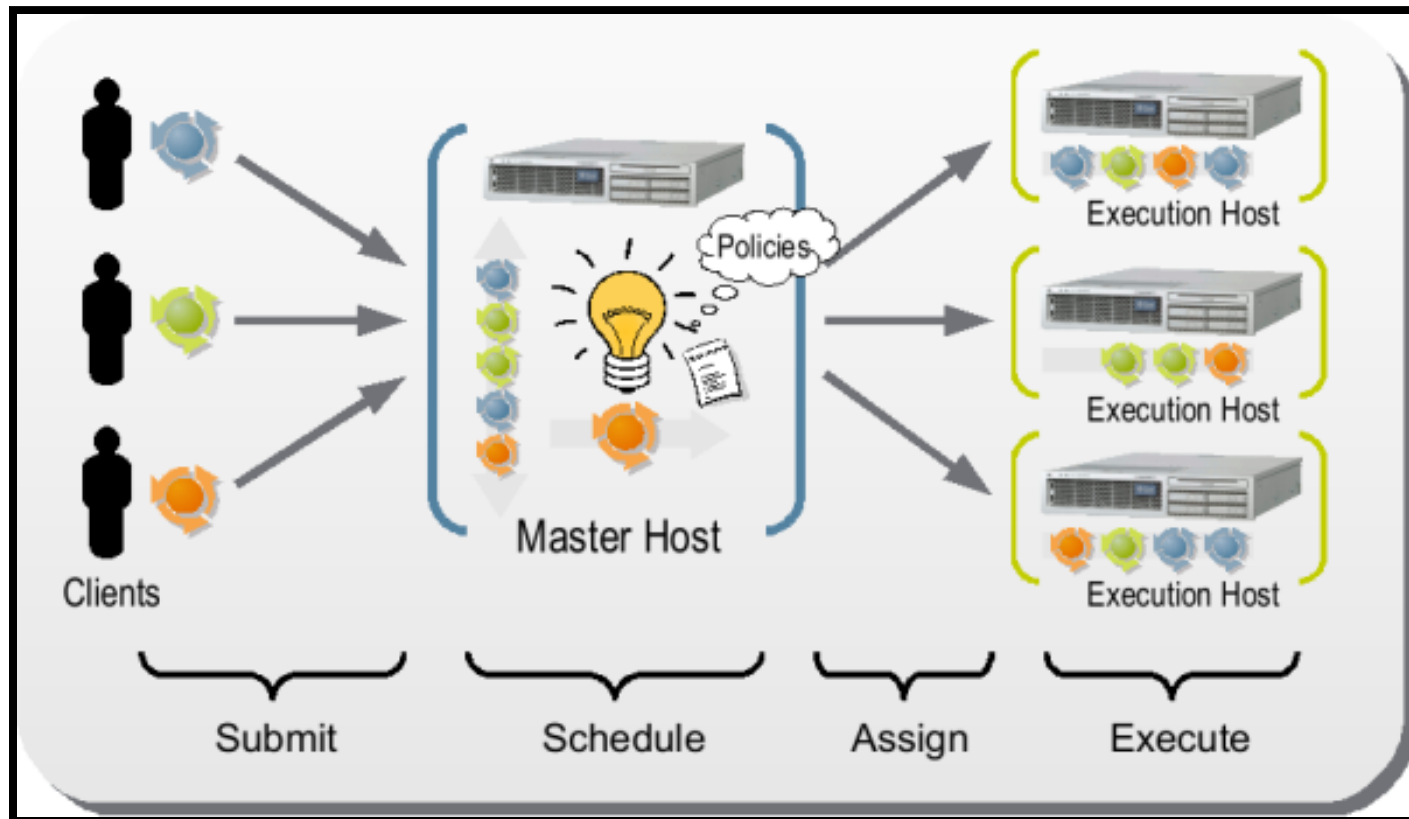 Policies
Execution Host
Execution Host
Master Host
Execution Host
Clients
Submit
Schedule
Assign
Execute